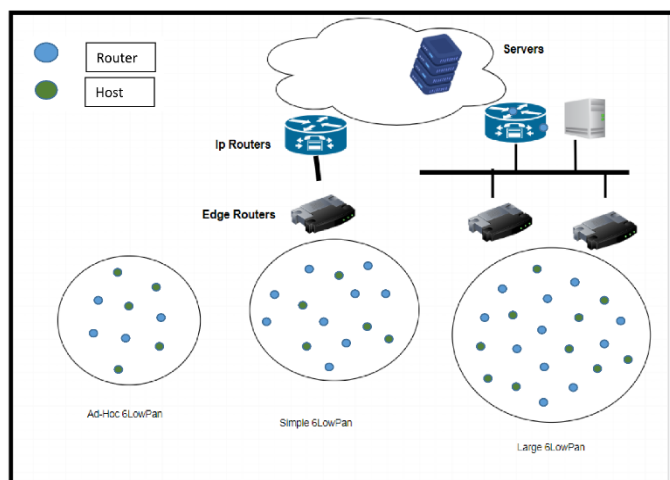 Router
Host
Servers
Ip Routers
Edge Routers
Ad-Hoc 6LowPan
Simple 6LowPan
Large 6LowPan